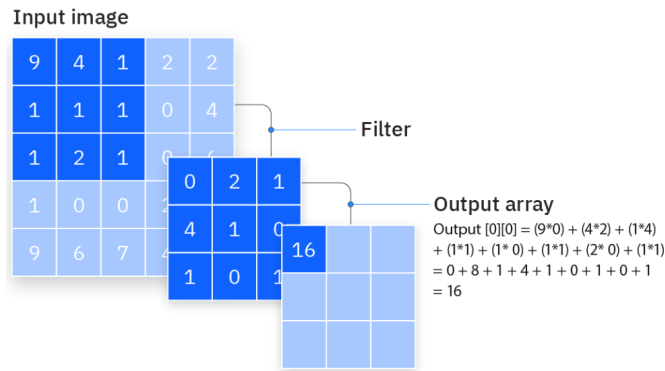 Input image
9 4 1 2 2
1 1 1 0 4
1 2 1 0
1 0 0 2
9 6 7 4
Filter
0 2 1
4 1 0
1 0 1
Output array
16
Output [0][0] = (9*0) + (4*2) + (1*4)
+ (1*1) + (1* 0) + (1*1) + (2* 0) + (1*1)
= 0 + 8 + 1 + 4 + 1 + 0 + 1 + 0 + 1
= 16